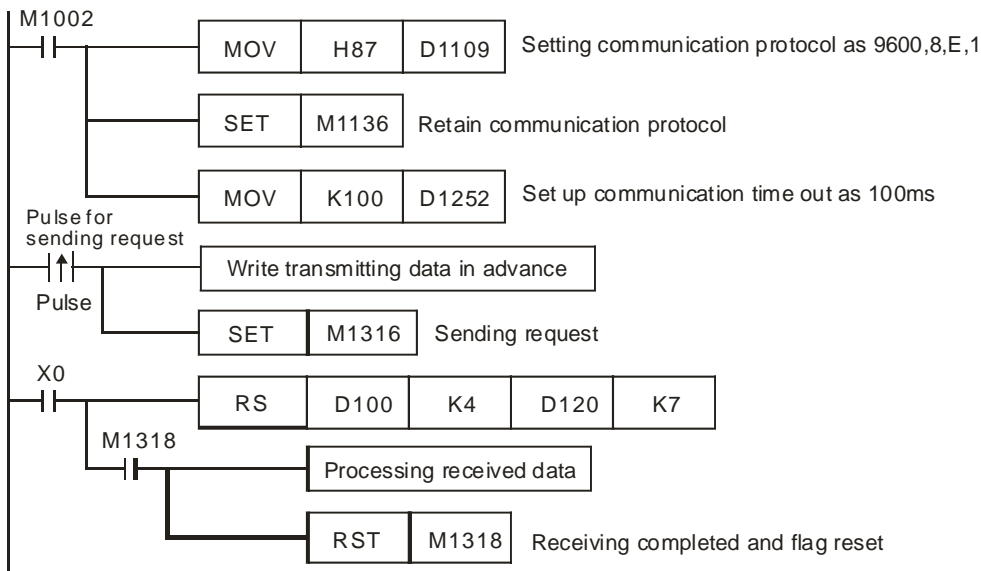 M1002
MOV H87 D1109 Setting communication protocol as 9600,8,E,1
SET M1136 Retain communication protocol
MOV K100 D1252 Set up communication time out as 100ms
Pulse for
sending request
Write transmitting data in advance
Pulse
SET M1316 Sending request
X0
RS D100 K4 D120 K7
M1318
Processing received data
RST M1318 Receiving completed and flag reset